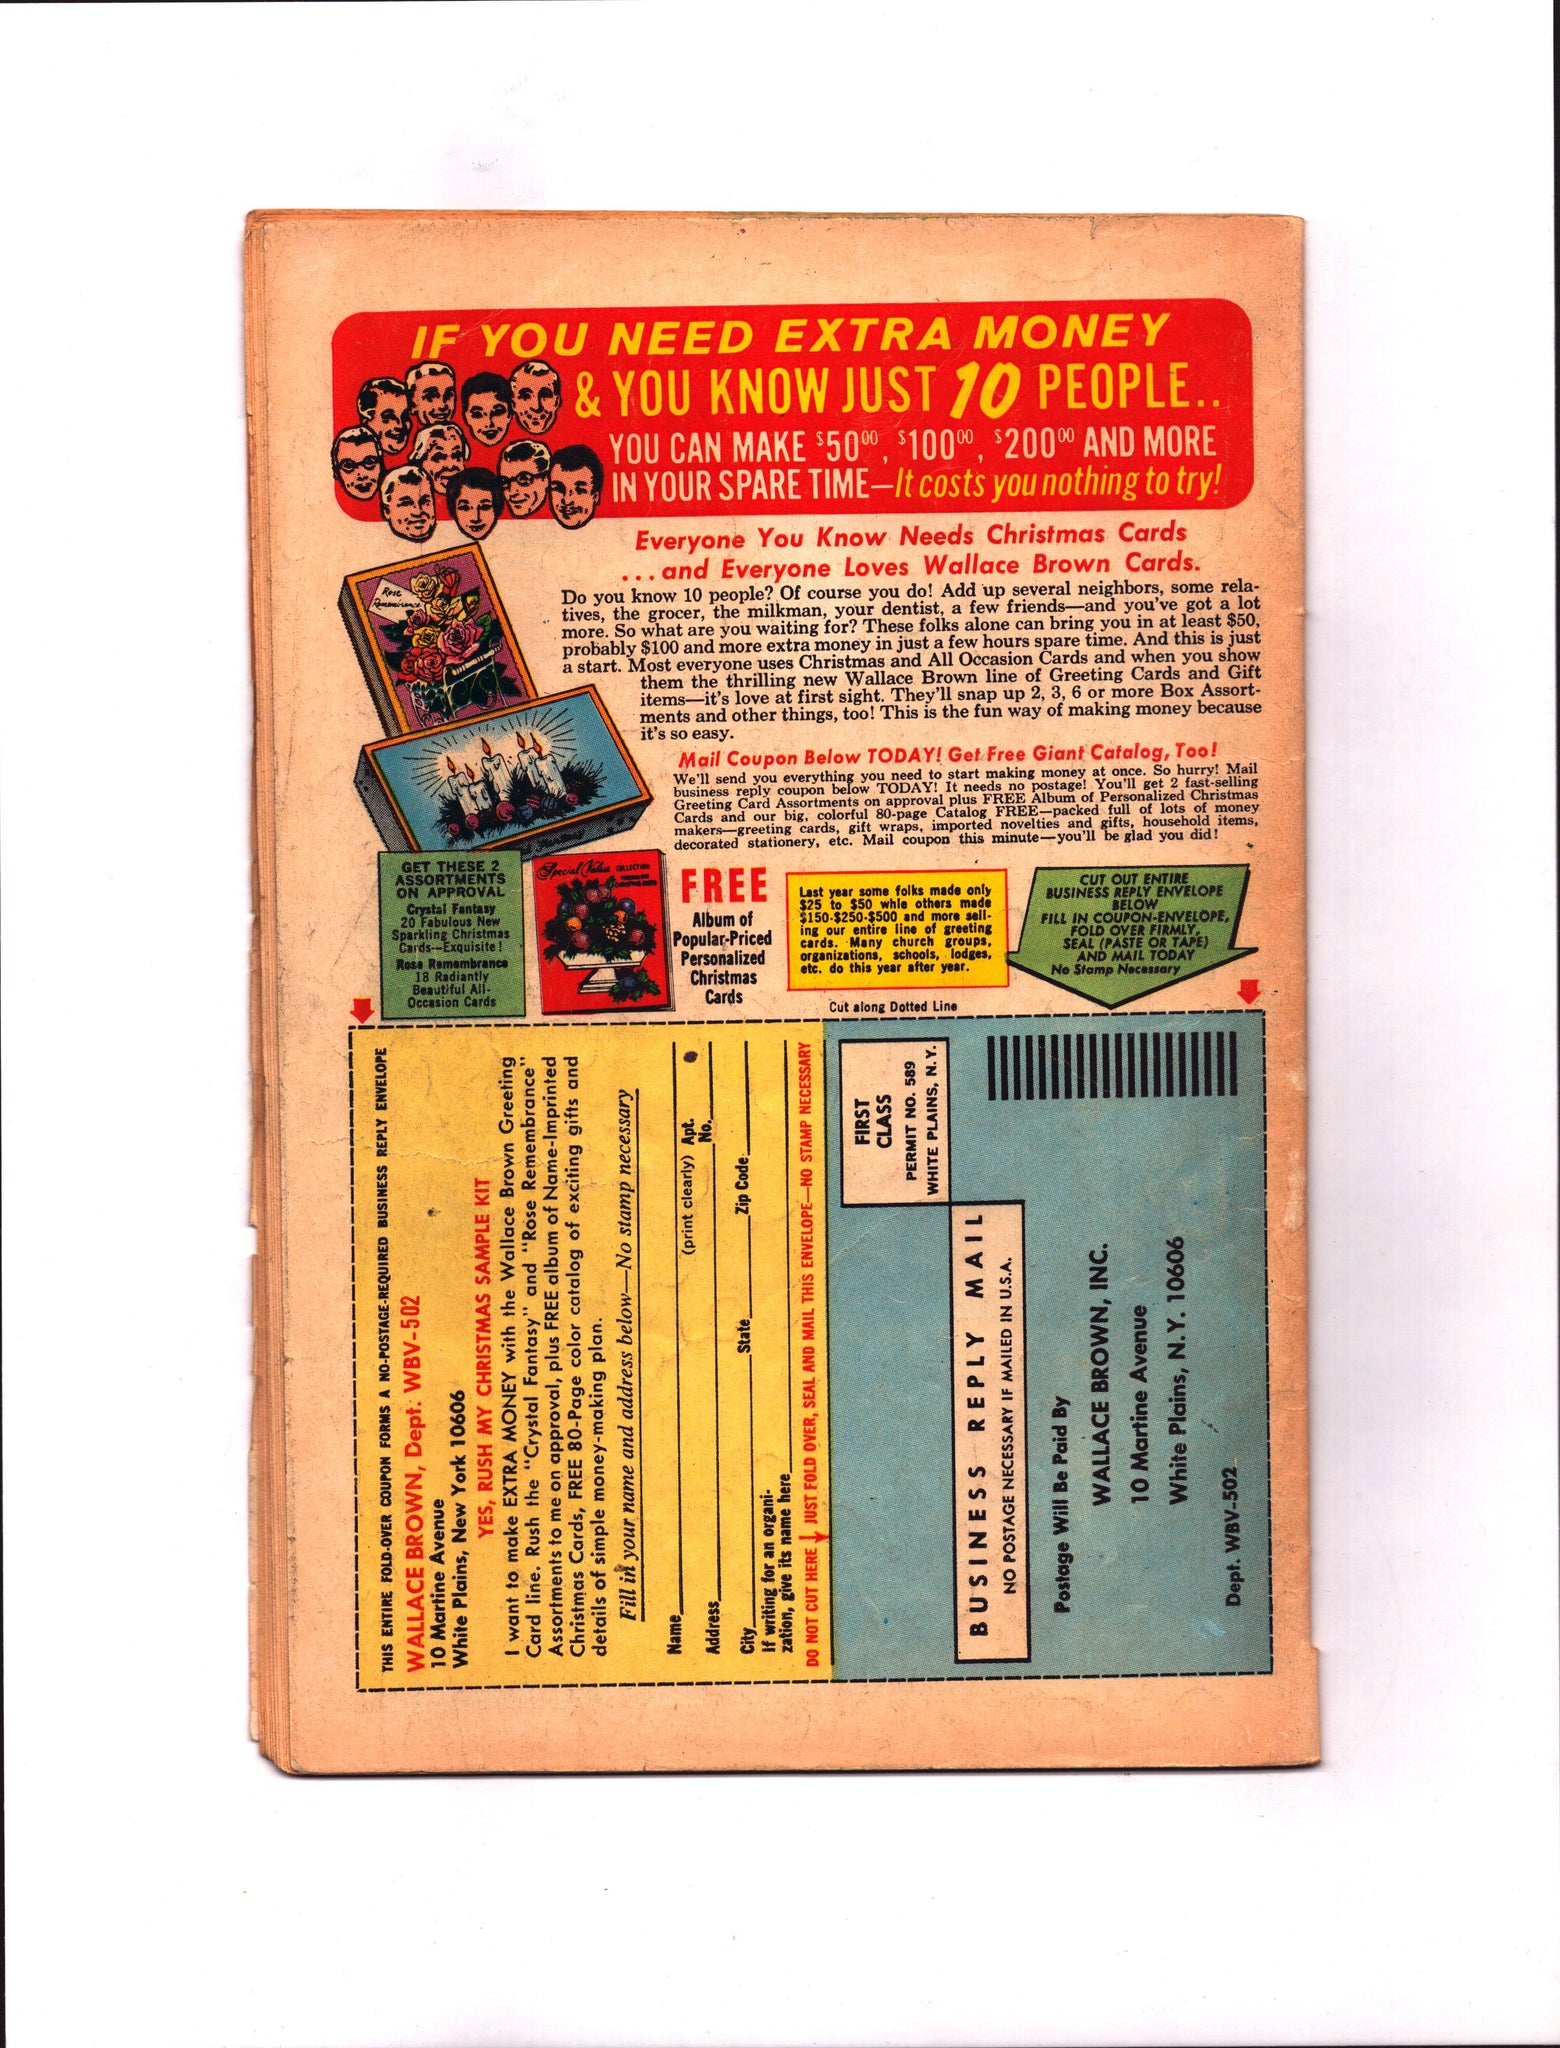 IF YOU NEED EXTRA MONEY
& YOU KNOW JUST 10 PEOPLE..
YOU CAN MAKE $50⁰⁰, $100⁰⁰, $200⁰⁰ AND MORE
IN YOUR SPARE TIME—It costs you nothing to try!
Everyone You Know Needs Christmas Cards
...and Everyone Loves Wallace Brown Cards.
Rose
Remembrance
Do you know 10 people? Of course you do! Add up several neighbors, some rela-
tives, the grocer, the milkman, your dentist, a few friends—and you've got a lot
more. So what are you waiting for? These folks alone can bring you in at least $50,
probably $100 and more extra money in just a few hours spare time. And this is just
a start. Most everyone uses Christmas and All Occasion Cards and when you show
them the thrilling new Wallace Brown line of Greeting Cards and Gift
items—it's love at first sight. They'll snap up 2, 3, 6 or more Box Assort-
ments and other things, too! This is the fun way of making money because
it's so easy.
Mail Coupon Below TODAY! Get Free Giant Catalog, Too!
We'll send you everything you need to start making money at once. So hurry! Mail
business reply coupon below TODAY! It needs no postage! You'll get 2 fast-selling
Greeting Card Assortments on approval plus FREE Album of Personalized Christmas
Cards and our big, colorful 80-page Catalog FREE—packed full of lots of money
makers—greeting cards, gift wraps, imported novelties and gifts, household items,
decorated stationery, etc. Mail coupon this minute—you'll be glad you did!
GET THESE 2
ASSORTMENTS
ON APPROVAL
Crystal Fantasy
20 Fabulous New
Sparkling Christmas
Cards—Exquisite!
Rose Remembrance
18 Radiantly
Beautiful All-
Occasion Cards
Special Value COLLECTION
FREE
Album of
Popular-Priced
Personalized
Christmas
Cards
Last year some folks made only
$25 to $50 whle others made
$150-$250-$500 and more sell-
ing our entire line of greeting
cards. Many church groups,
organizations, schools, lodges,
etc. do this year after year.
CUT OUT ENTIRE
BUSINESS REPLY ENVELOPE
BELOW
FILL IN COUPON-ENVELOPE,
FOLD OVER FIRMLY,
SEAL (PASTE OR TAPE)
AND MAIL TODAY
No Stamp Necessary
Cut along Dotted Line
THIS ENTIRE FOLD-OVER COUPON FORMS A NO-POSTAGE-REQUIRED BUSINESS REPLY ENVELOPE
WALLACE BROWN, Dept. WBV-502
10 Martine Avenue
White Plains, New York 10606
YES, RUSH MY CHRISTMAS SAMPLE KIT
I want to make EXTRA MONEY with the Wallace Brown Greeting
Card line. Rush the "Crystal Fantasy" and "Rose Remembrance"
Assortments to me on approval, plus FREE album of Name-Imprinted
Christmas Cards, FREE 80-Page color catalog of exciting gifts and
details of simple money-making plan.
Fill in your name and address below—No stamp necessary
Name
(print clearly) Apt.
Address No.
City State Zip Code
If writing for an organi-
zation, give its name here
DO NOT CUT HERE JUST FOLD OVER, SEAL AND MAIL THIS ENVELOPE—NO STAMP NECESSARY
FIRST
CLASS
PERMIT NO. 589
WHITE PLAINS, N.Y.
BUSINESS REPLY MAIL
NO POSTAGE NECESSARY IF MAILED IN U.S.A.
Postage Will Be Paid By
WALLACE BROWN, INC.
10 Martine Avenue
White Plains, N.Y. 10606
Dept. WBV-502